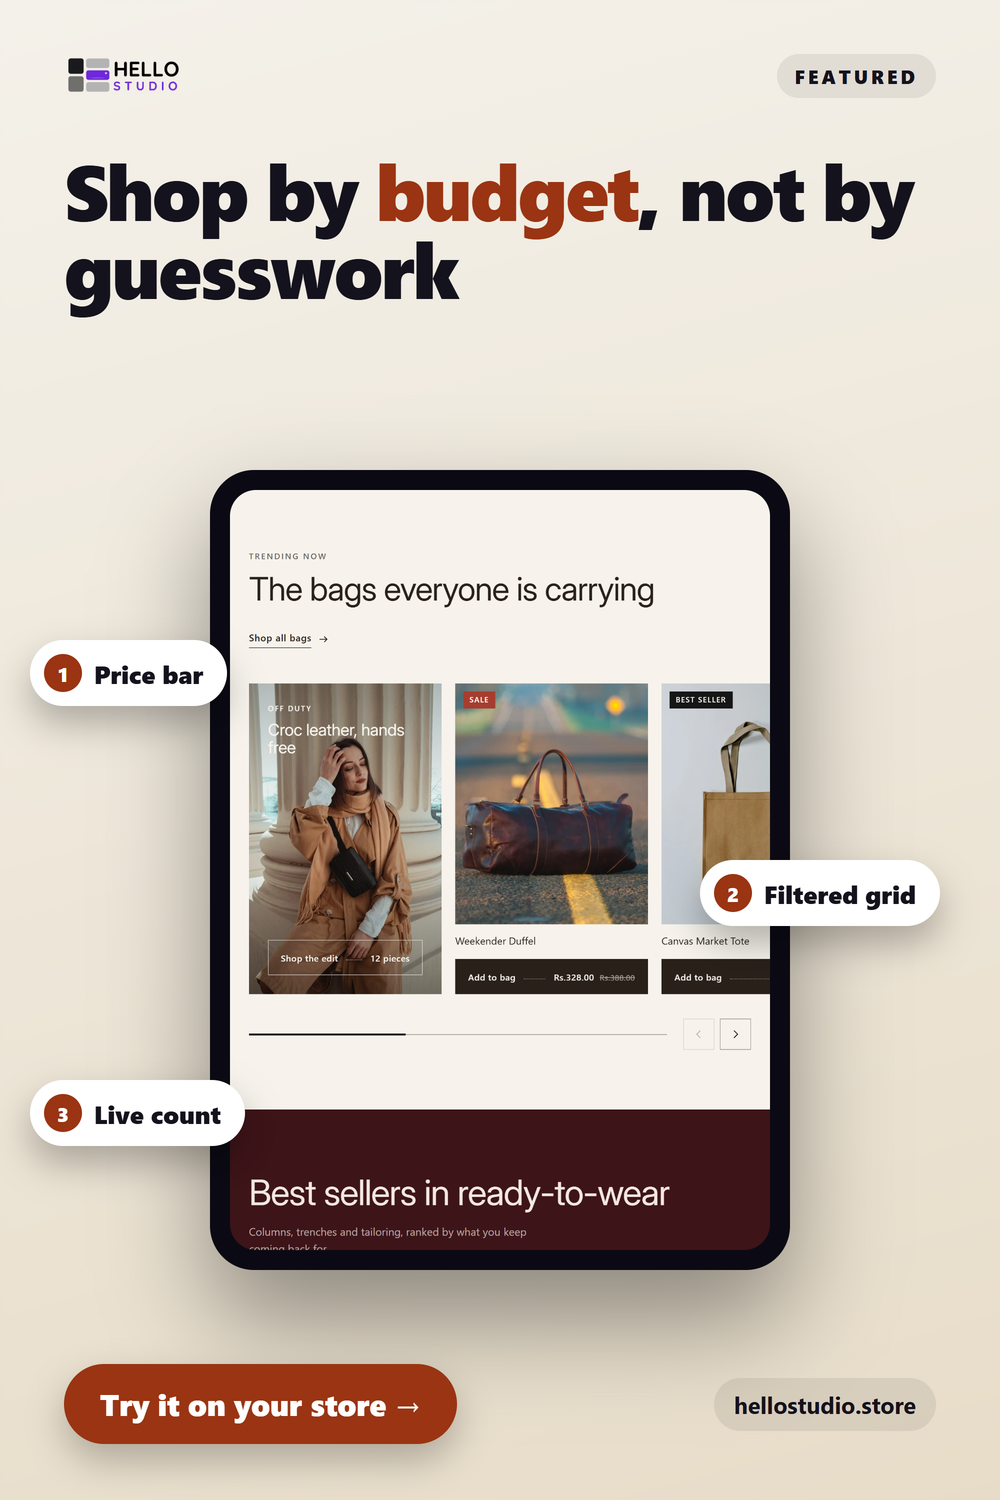 HELLO
STUDIO
FEATURED
Shop by budget, not by
guesswork
TRENDING NOW
The bags everyone is carrying
Shop all bags →
1 Price bar
OFF DUTY
Croc leather, hands
free
Shop the edit
12 pieces
SALE
Weekender Duffel
Add to bag
Rs.328.00 Rs.388.00
BEST SELLER
Canvas Market Tote
Add to bag
2 Filtered grid
3 Live count
Best sellers in ready-to-wear
Columns, trenches and tailoring, ranked by what you keep
coming back for
Try it on your store →
hellostudio.store